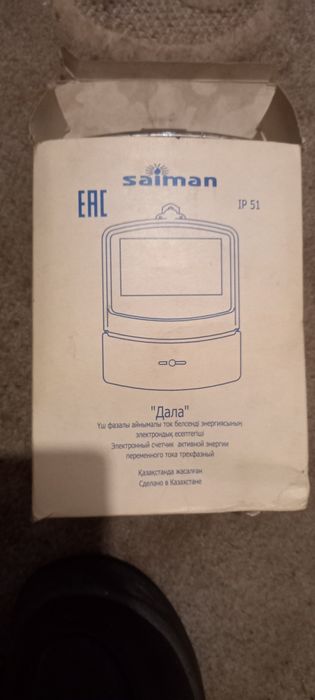 saiman
EAC
IP 51
"Дала"
Үш фазалы айнымалы ток белсенді энергиясының
электрондық есептегіші
Электронный счетчик активной энергии
переменного тока трехфазный
Қазақстанда жасалған
Сделано в Казахстане